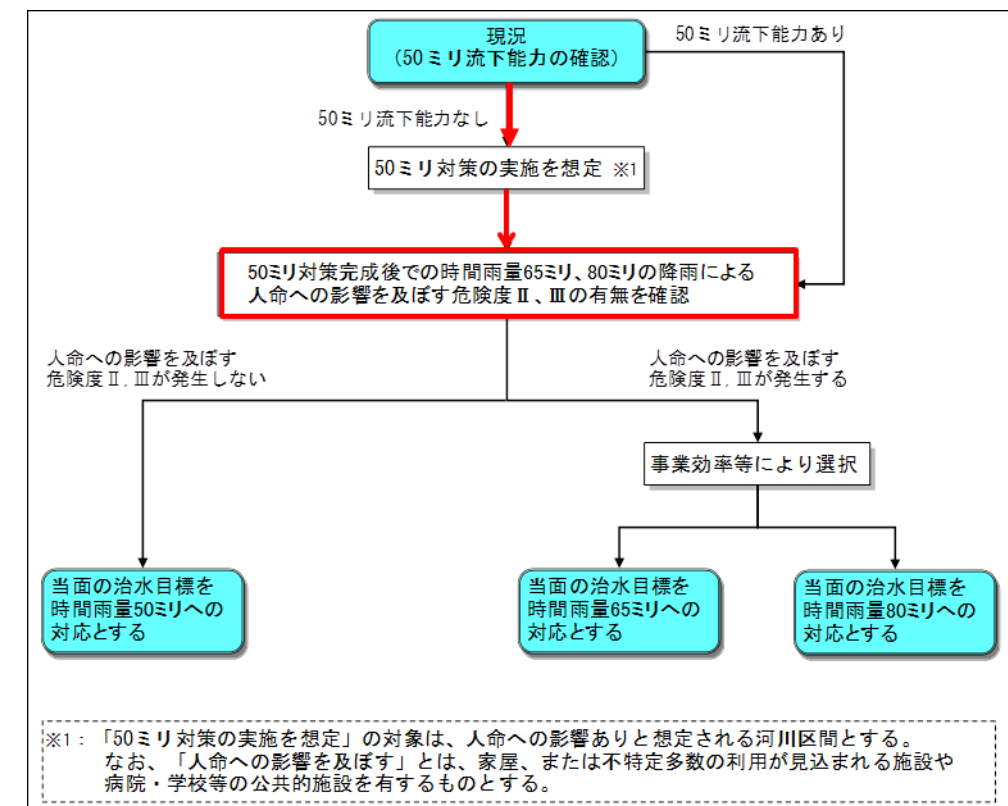 現況
(50ミリ流下能力の確認)
50ミリ流下能力あり
50ミリ流下能力なし
50ミリ対策の実施を想定 ※1
50ミリ対策完成後での時間雨量65ミリ、80ミリの降雨による
人命への影響を及ぼす危険度Ⅱ、Ⅲの有無を確認
人命への影響を及ぼす
危険度Ⅱ,Ⅲが発生しない
人命への影響を及ぼす
危険度Ⅱ,Ⅲが発生する
事業効率等により選択
当面の治水目標を
時間雨量50ミリへの
対応とする
当面の治水目標を
時間雨量65ミリへの
対応とする
当面の治水目標を
時間雨量80ミリへの
対応とする
※1:「50ミリ対策の実施を想定」の対象は、人命への影響ありと想定される河川区間とする。
なお、「人命への影響を及ぼす」とは、家屋、または不特定多数の利用が見込まれる施設や
病院・学校等の公共的施設を有するものとする。